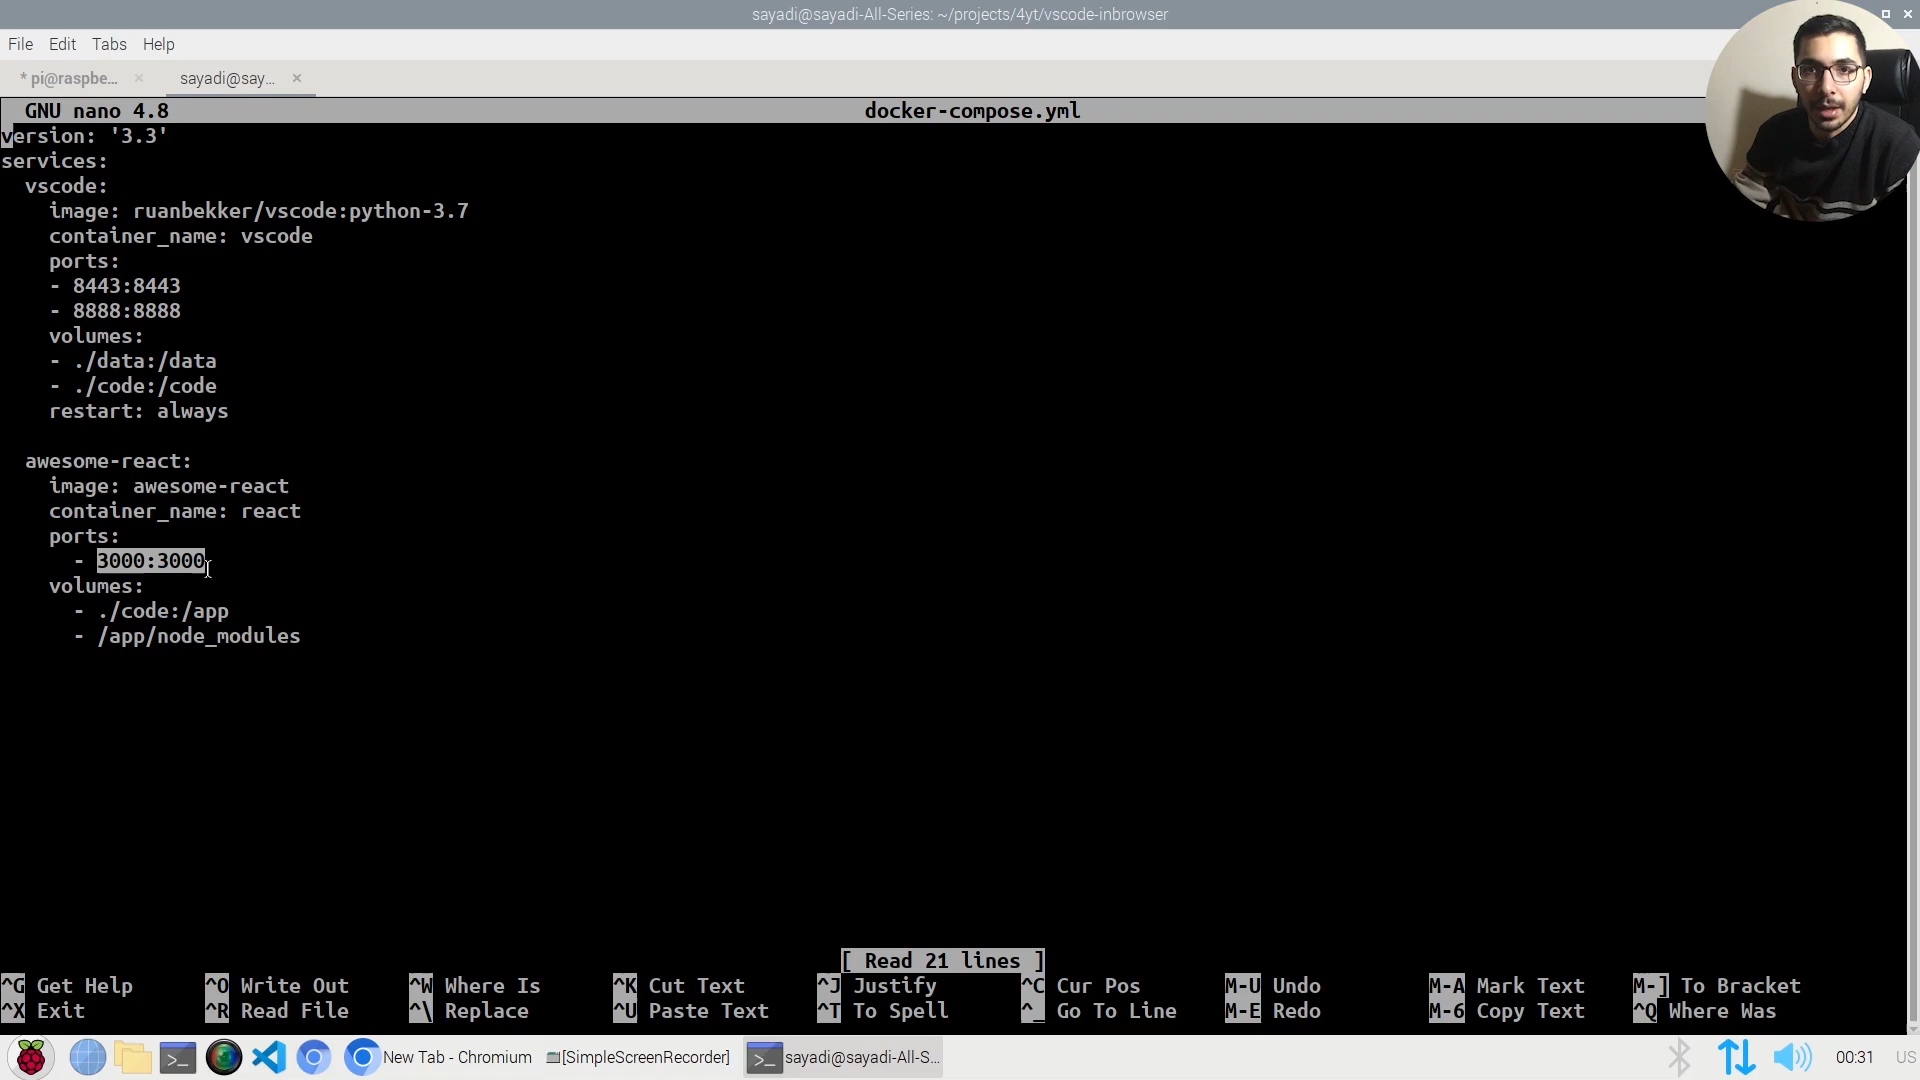 sayadi@sayadi-All-Series: ~/projects/4yt/vscode-inbrowser
File Edit Tabs Help
* pi@raspbe... × sayadi@say... ×
GNU nano 4.8 docker-compose.yml
version: '3.3'
services:
  vscode:
    image: ruanbekker/vscode:python-3.7
    container_name: vscode
    ports:
    - 8443:8443
    - 8888:8888
    volumes:
    - ./data:/data
    - ./code:/code
    restart: always
  awesome-react:
    image: awesome-react
    container_name: react
    ports:
      - 3000:3000
    volumes:
      - ./code:/app
      - /app/node_modules
[ Read 21 lines ]
^G Get Help ^O Write Out ^W Where Is ^K Cut Text ^J Justify ^C Cur Pos M-U Undo M-A Mark Text M-] To Bracket
^X Exit ^R Read File ^\ Replace ^U Paste Text ^T To Spell ^_ Go To Line M-E Redo M-6 Copy Text ^Q Where Was
New Tab - Chromium [SimpleScreenRecorder] sayadi@sayadi-All-S... 00:31 US